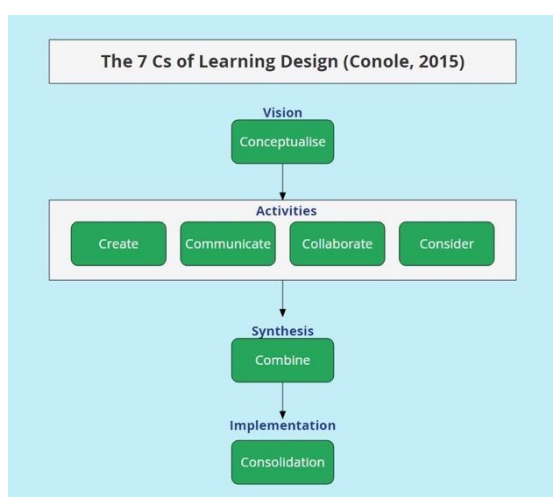 The 7 Cs of Learning Design (Conole, 2015)
Vision
Conceptualise
Activities
Create
Communicate
Collaborate
Consider
Synthesis
Combine
Implementation
Consolidation